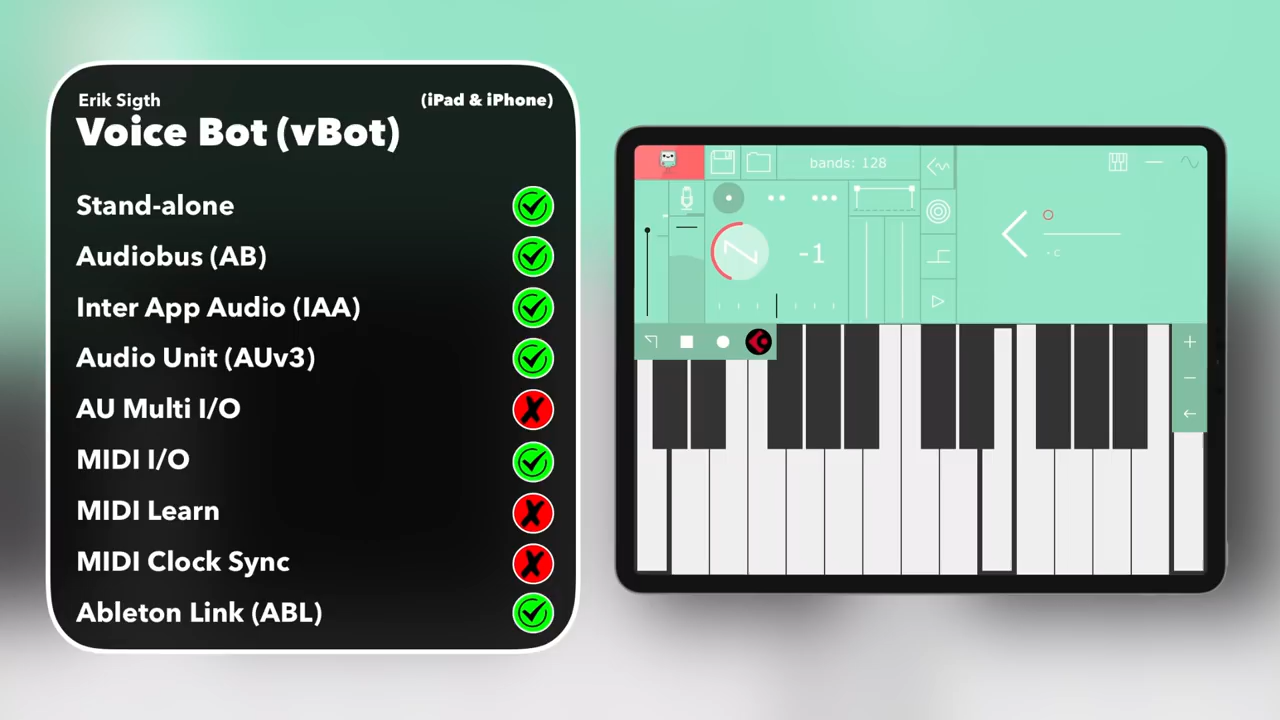 Erik Sigth
(iPad & iPhone)
Voice Bot (vBot)
Stand-alone
Audiobus (AB)
Inter App Audio (IAA)
Audio Unit (AUv3)
AU Multi I/O
MIDI I/O
MIDI Learn
MIDI Clock Sync
Ableton Link (ABL)
bands: 128
-1
- C